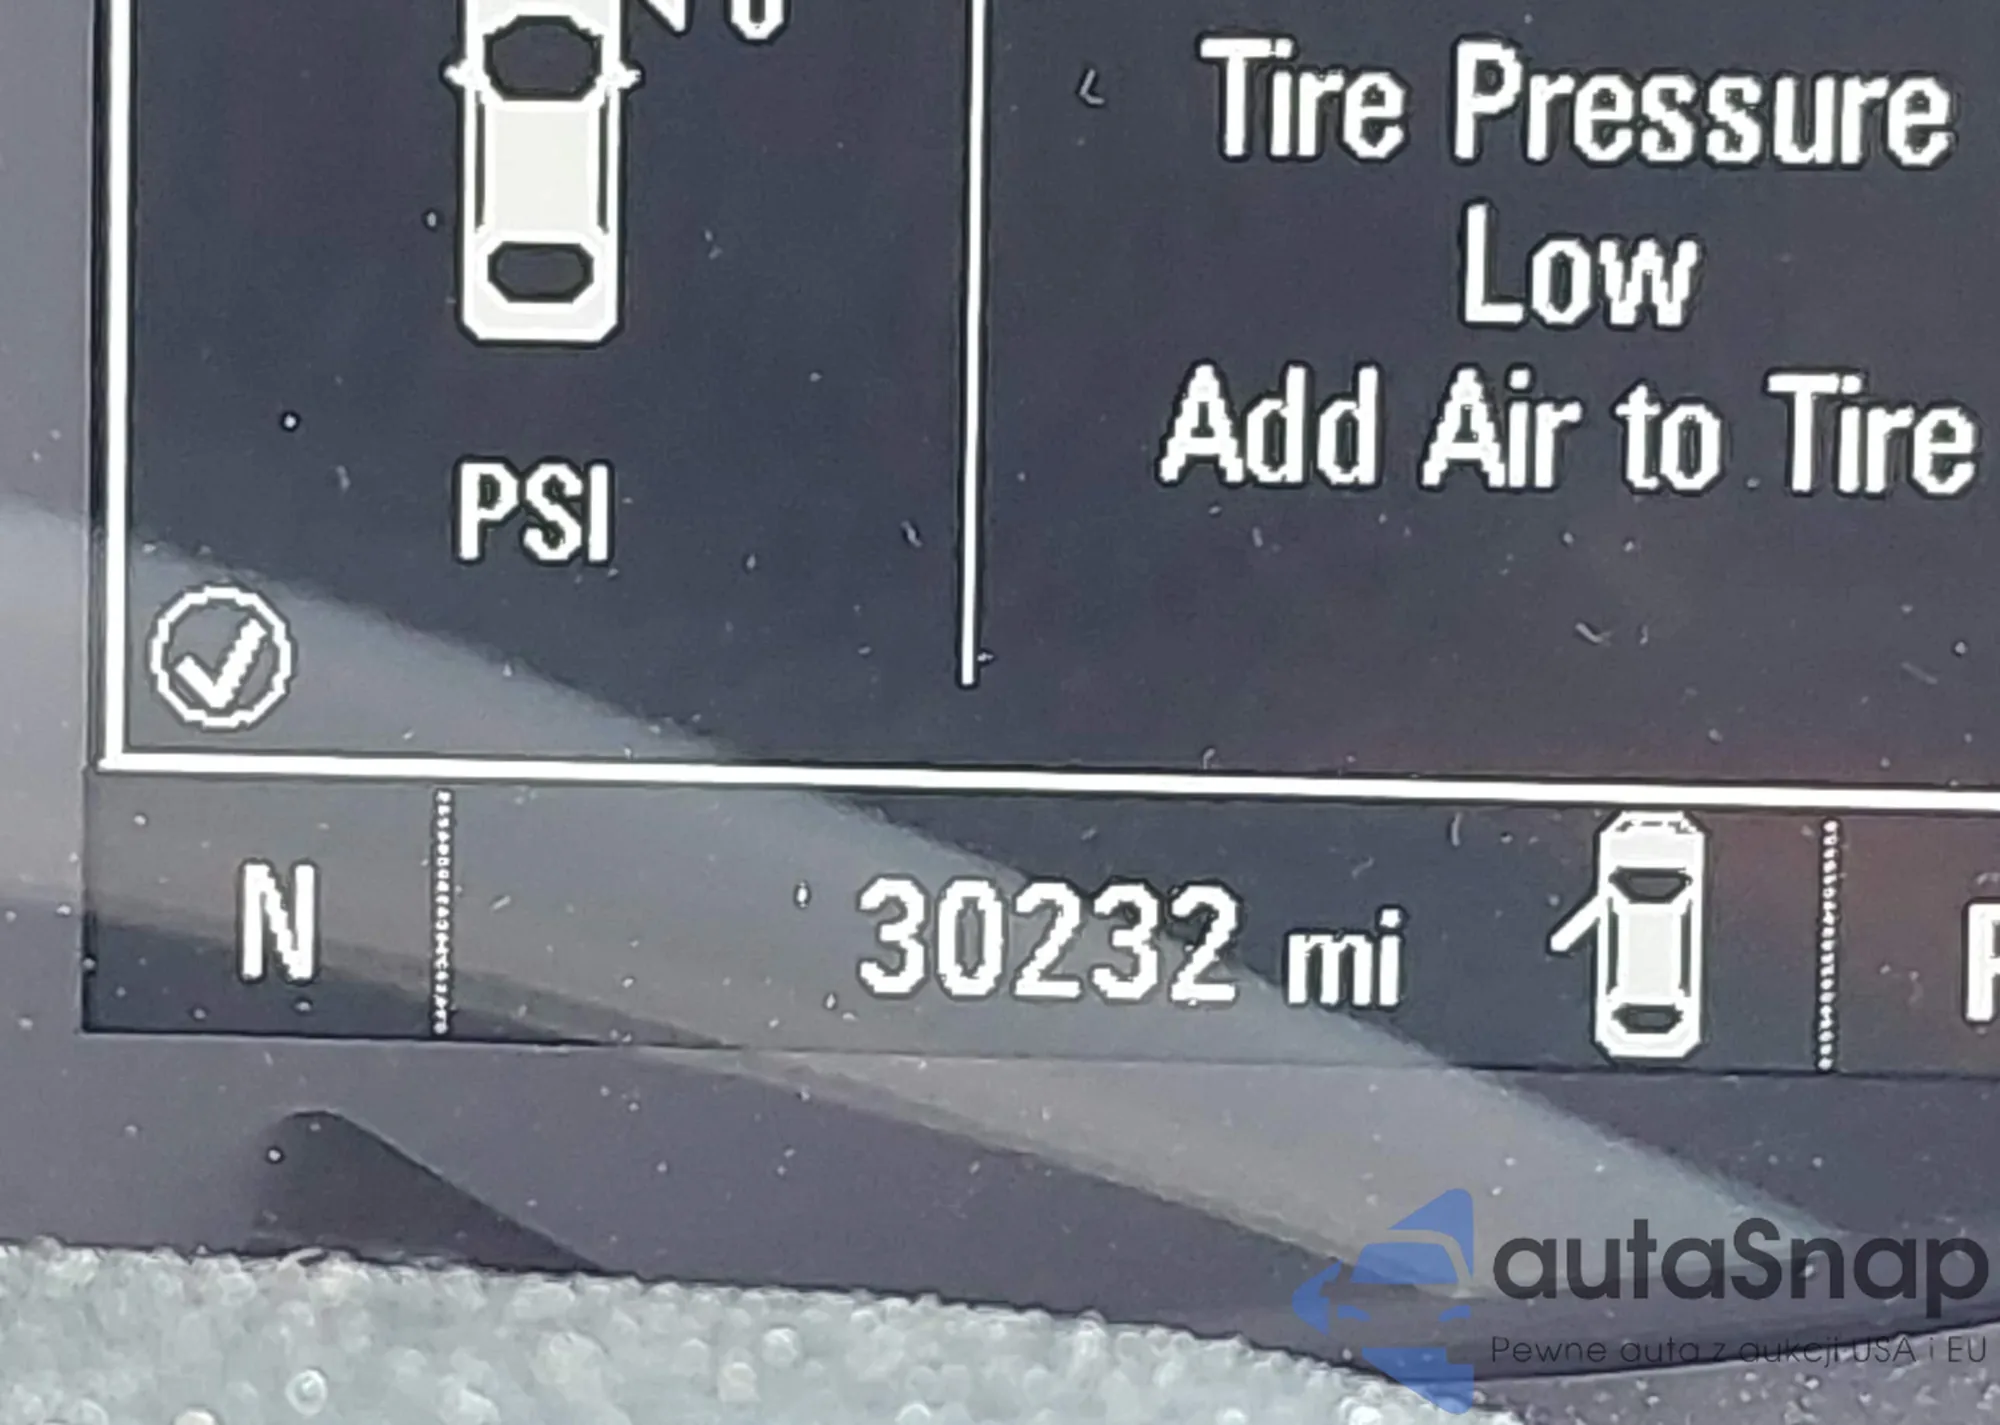 Tire Pressure
Low
Add Air to Tire
PSI
N 30232 mi
autaSnap
Pewne auta z aukcji USA i EU